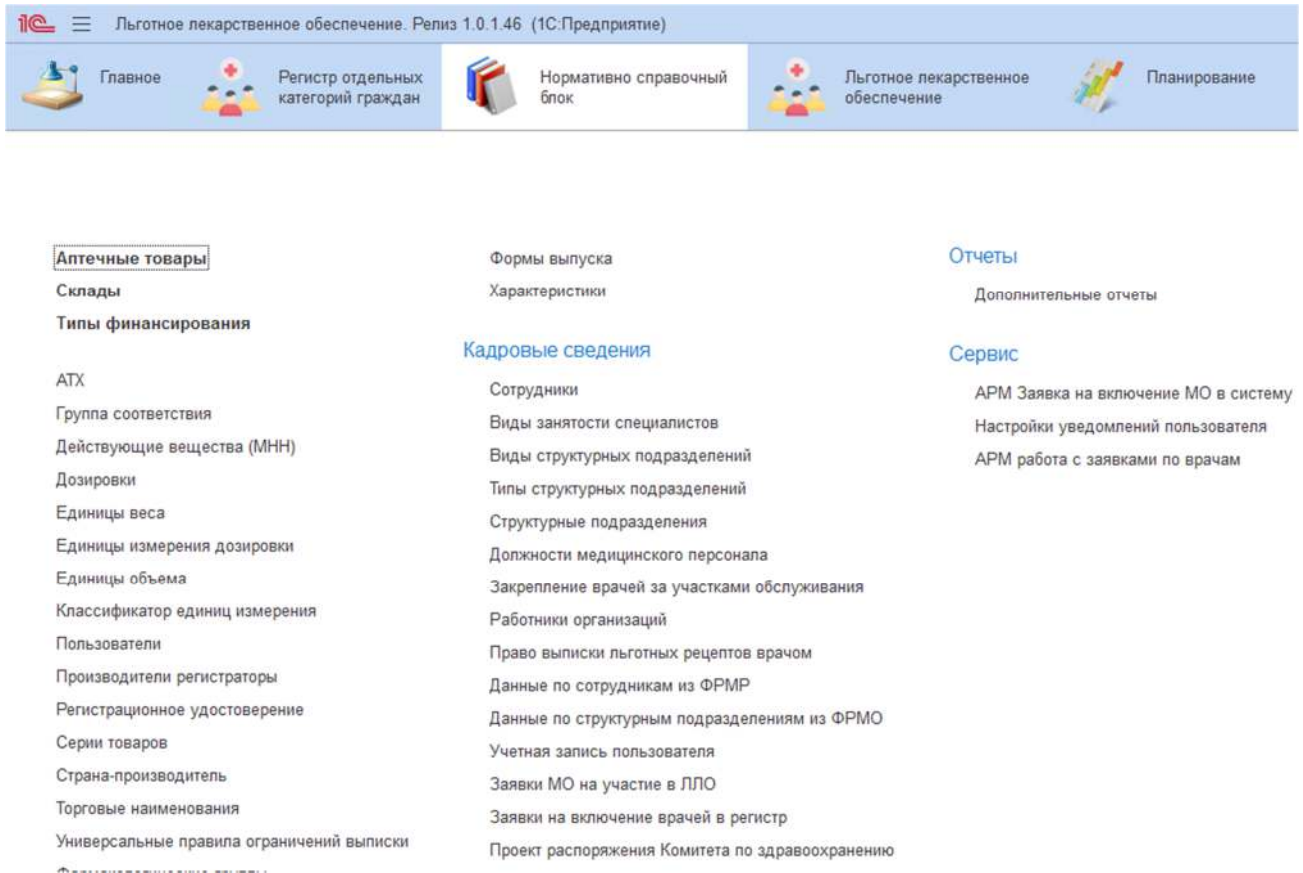 1С Льготное лекарственное обеспечение. Релиз 1.0.1.46 (1С:Предприятие)
Главное
Регистр отдельных
категорий граждан
Нормативно справочный
блок
Льготное лекарственное
обеспечение
Планирование
Аптечные товары
Склады
Типы финансирования
АТХ
Группа соответствия
Действующие вещества (МНН)
Дозировки
Единицы веса
Единицы измерения дозировки
Единицы объема
Классификатор единиц измерения
Пользователи
Производители регистраторы
Регистрационное удостоверение
Серии товаров
Страна-производитель
Торговые наименования
Универсальные правила ограничений выписки
Формы выпуска
Характеристики
Кадровые сведения
Сотрудники
Виды занятости специалистов
Виды структурных подразделений
Типы структурных подразделений
Структурные подразделения
Должности медицинского персонала
Закрепление врачей за участками обслуживания
Работники организаций
Право выписки льготных рецептов врачом
Данные по сотрудникам из ФРМР
Данные по структурным подразделениям из ФРМО
Учетная запись пользователя
Заявки МО на участие в ЛЛО
Заявки на включение врачей в регистр
Проект распоряжения Комитета по здравоохранению
Отчеты
Дополнительные отчеты
Сервис
АРМ Заявка на включение МО в систему
Настройки уведомлений пользователя
АРМ работа с заявками по врачам